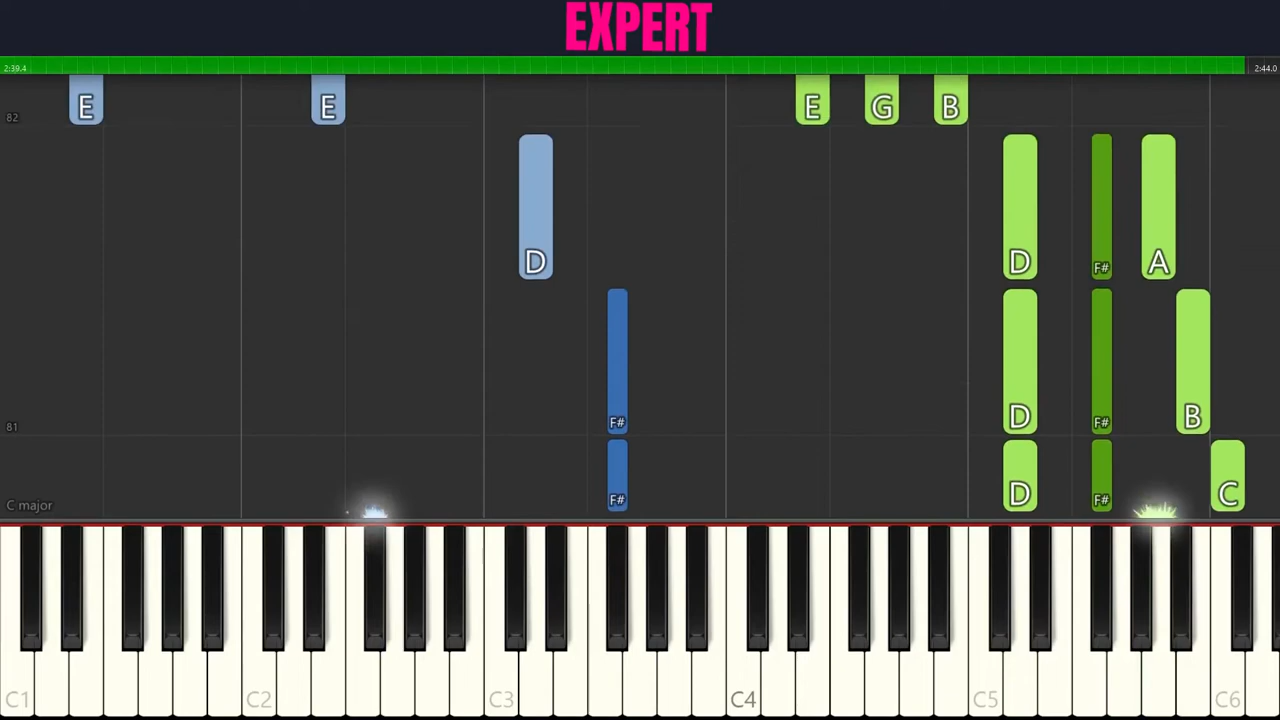 EXPERT
2:39.4 2:44.0
E E E G B
82
D D F# A
F# D F# B
81
F# D F# C
C major
C1 C2 C3 C4 C5 C6